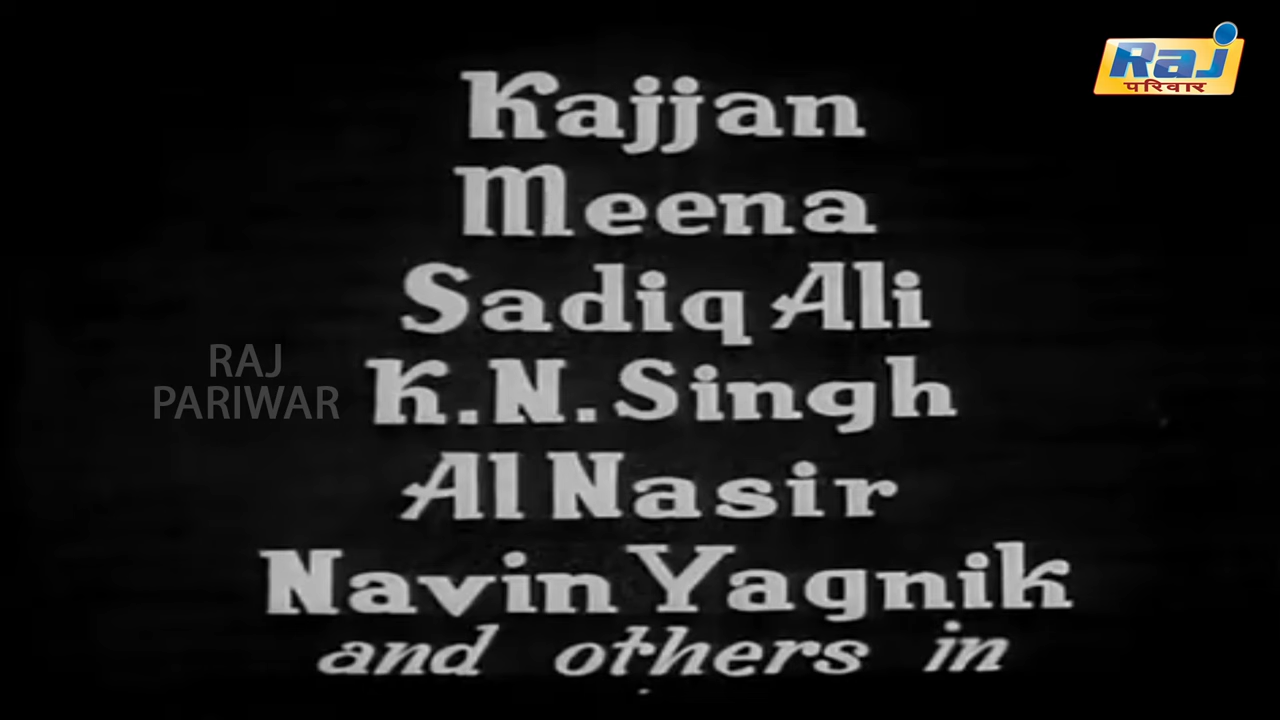 Raj
परिवार
Kajjan
Meena
Sadiq Ali
RAJ
PARIWAR
K.N. Singh
Al Nasir
Navin Yagnik
and others in